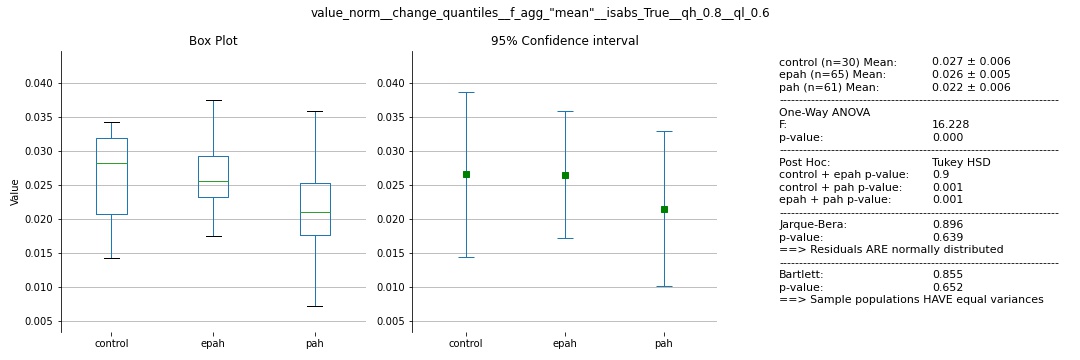 value_norm__change_quantiles__f_agg_"mean"__isabs_True__qh_0.8__ql_0.6
Box Plot
Value
0.040
0.035
0.030
0.025
0.020
0.015
0.010
0.005
control epah pah
95% Confidence interval
0.040
0.035
0.030
0.025
0.020
0.015
0.010
0.005
control epah pah
control (n=30) Mean: 0.027 ± 0.006
epah (n=65) Mean: 0.026 ± 0.005
pah (n=61) Mean: 0.022 ± 0.006
One-Way ANOVA
F: 16.228
p-value: 0.000
Post Hoc: Tukey HSD
control + epah p-value: 0.9
control + pah p-value: 0.001
epah + pah p-value: 0.001
Jarque-Bera: 0.896
p-value: 0.639
==> Residuals ARE normally distributed
Bartlett: 0.855
p-value: 0.652
==> Sample populations HAVE equal variances